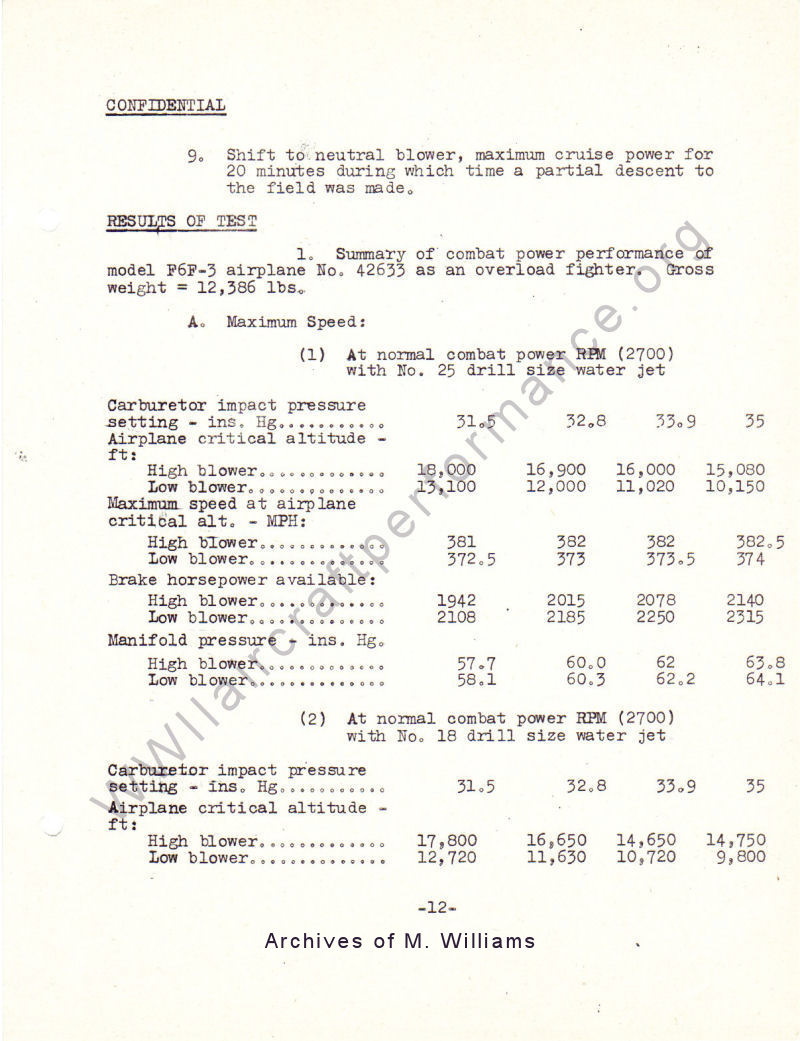 CONFIDENTIAL
9. Shift to neutral blower, maximum cruise power for
20 minutes during which time a partial descent to
the field was made.
RESULTS OF TEST
1. Summary of combat power performance of
model F6F-3 airplane No. 42633 as an overload fighter. Gross
weight = 12,386 lbs.
A. Maximum Speed:
(1) At normal combat power RPM (2700)
with No. 25 drill size water jet
Carburetor impact pressure
setting - ins. Hg........... 31.5 32.8 33.9 35
Airplane critical altitude -
ft:
High blower............. 18,000 16,900 16,000 15,080
Low blower.............. 13,100 12,000 11,020 10,150
Maximum speed at airplane
critical alt. - MPH:
High blower............. 381 382 382 382.5
Low blower.............. 372.5 373 373.5 374
Brake horsepower available:
High blower............. 1942 2015 2078 2140
Low blower.............. 2108 2185 2250 2315
Manifold pressure - ins. Hg.
High blower............. 57.7 60.0 62 63.8
Low blower.............. 58.1 60.3 62.2 64.1
(2) At normal combat power RPM (2700)
with No. 18 drill size water jet
Carburetor impact pressure
setting - ins. Hg........... 31.5 32.8 33.9 35
Airplane critical altitude -
ft:
High blower............. 17,800 16,650 14,650 14,750
Low blower.............. 12,720 11,630 10,720 9,800
-12-
Archives of M. Williams
www.wwiiaircraftperformance.org